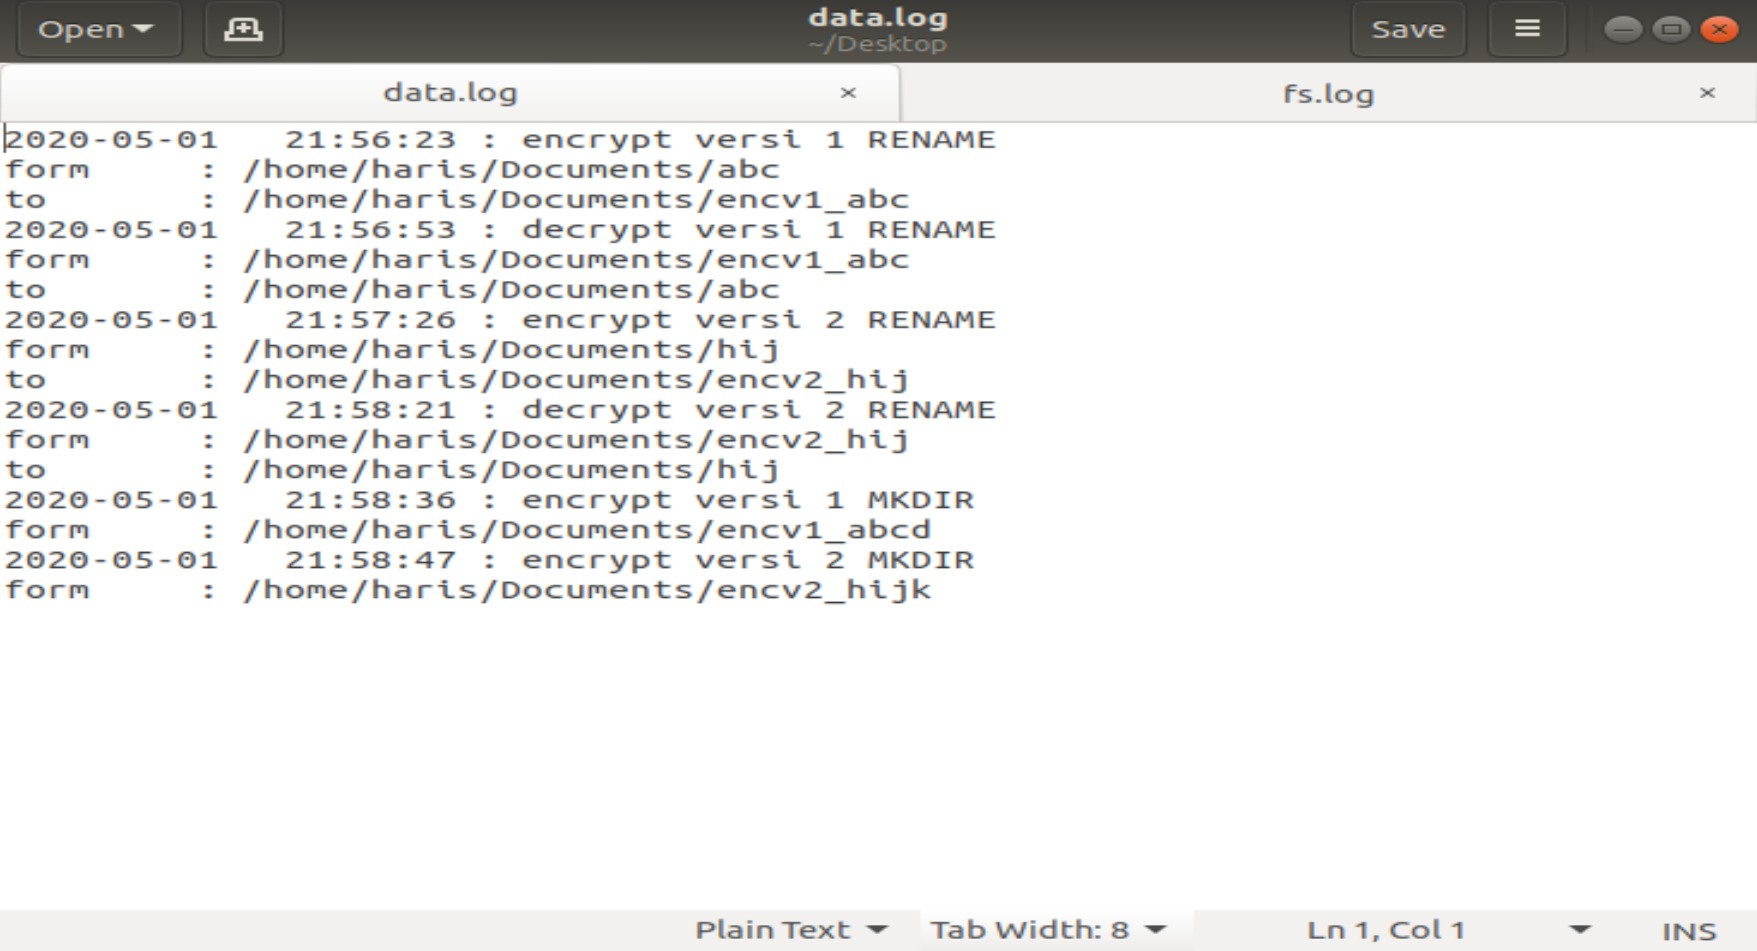 Open
data.log
~/Desktop
Save
data.log ×
fs.log ×
2020-05-01   21:56:23 : encrypt versi 1 RENAME
form     : /home/haris/Documents/abc
to       : /home/haris/Documents/encv1_abc
2020-05-01   21:56:53 : decrypt versi 1 RENAME
form     : /home/haris/Documents/encv1_abc
to       : /home/haris/Documents/abc
2020-05-01   21:57:26 : encrypt versi 2 RENAME
form     : /home/haris/Documents/hij
to       : /home/haris/Documents/encv2_hij
2020-05-01   21:58:21 : decrypt versi 2 RENAME
form     : /home/haris/Documents/encv2_hij
to       : /home/haris/Documents/hij
2020-05-01   21:58:36 : encrypt versi 1 MKDIR
form     : /home/haris/Documents/encv1_abcd
2020-05-01   21:58:47 : encrypt versi 2 MKDIR
form     : /home/haris/Documents/encv2_hijk
Plain Text Tab Width: 8 Ln 1, Col 1 INS